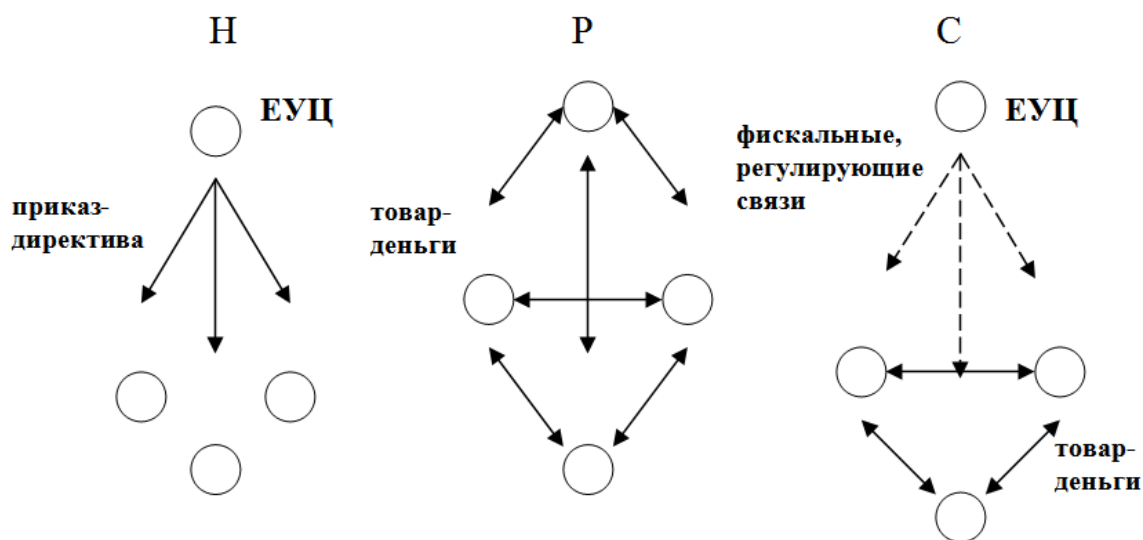 Н
Р
С
ЕУЦ
приказ-
директива
товар-
деньги
ЕУЦ
фискальные,
регулирующие
связи
товар-
деньги